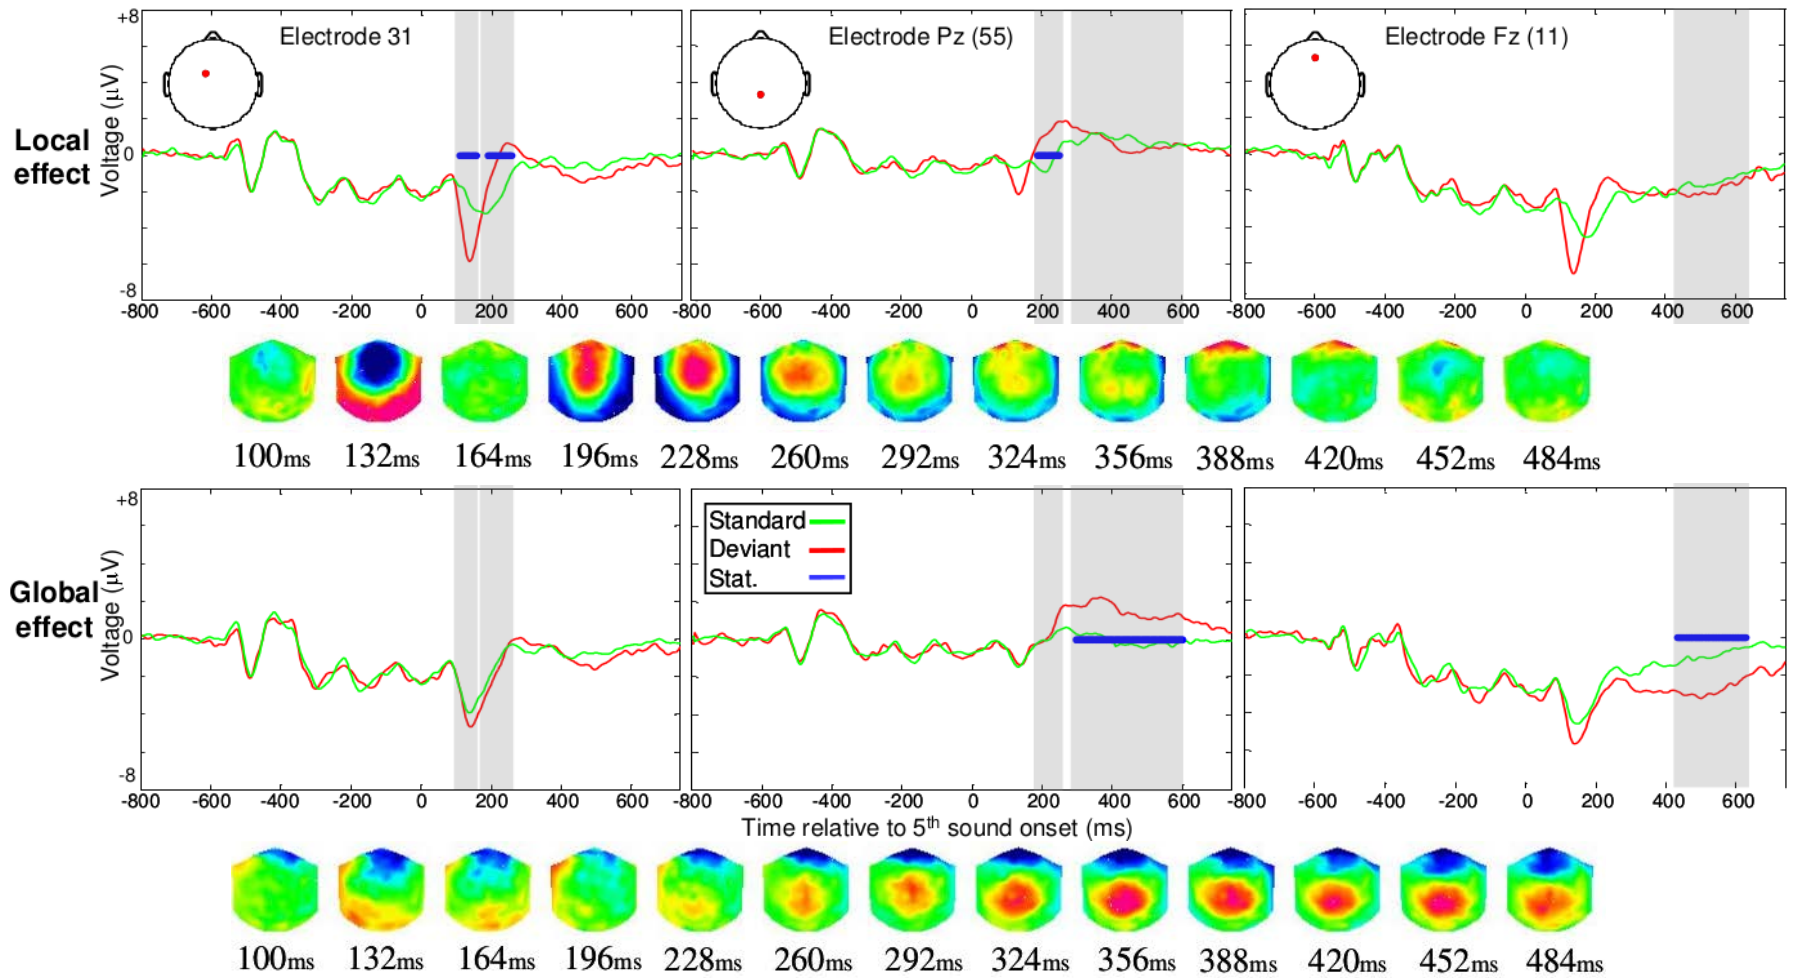 Electrode 31 Electrode Pz (55) Electrode Fz (11)
Local
effect
Voltage (μV)
+8
0
-8
-800 -600 -400 -200 0 200 400 600 -800 -600 -400 -200 0 200 400 600 -800 -600 -400 -200 0 200 400 600
100ms 132ms 164ms 196ms 228ms 260ms 292ms 324ms 356ms 388ms 420ms 452ms 484ms
Global
effect
Voltage (μV)
+8
0
-8
Standard
Deviant
Stat.
-800 -600 -400 -200 0 200 400 600 -800 -600 -400 -200 0 200 400 600 -800 -600 -400 -200 0 200 400 600
Time relative to 5th sound onset (ms)
100ms 132ms 164ms 196ms 228ms 260ms 292ms 324ms 356ms 388ms 420ms 452ms 484ms